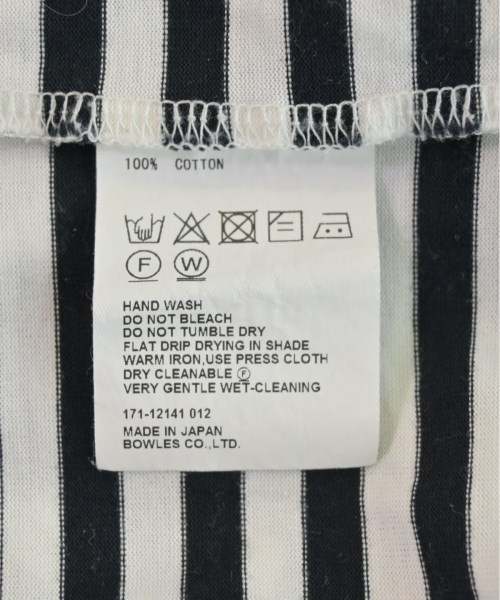 100% COTTON
F W
HAND WASH
DO NOT BLEACH
DO NOT TUMBLE DRY
FLAT DRIP DRYING IN SHADE
WARM IRON,USE PRESS CLOTH
DRY CLEANABLE Ⓕ
VERY GENTLE WET-CLEANING
171-12141 012
MADE IN JAPAN
BOWLES CO.,LTD.